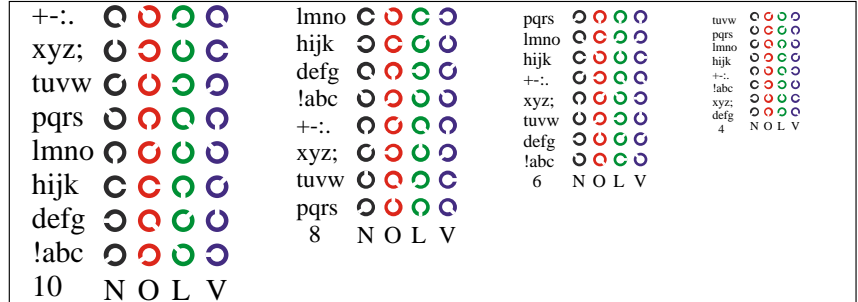 +-:.
xyz;
tuvw
pqrs
lmno
hijk
defg
!abc
10 N O L V
lmno
hijk
defg
!abc
+-:.
xyz;
tuvw
pqrs
8 N O L V
pqrs
lmno
hijk
+-:.
xyz;
tuvw
defg
!abc
6 N O L V
tuvw
pqrs
lmno
hijk
+-:.
!abc
xyz;
defg
4 N O L V